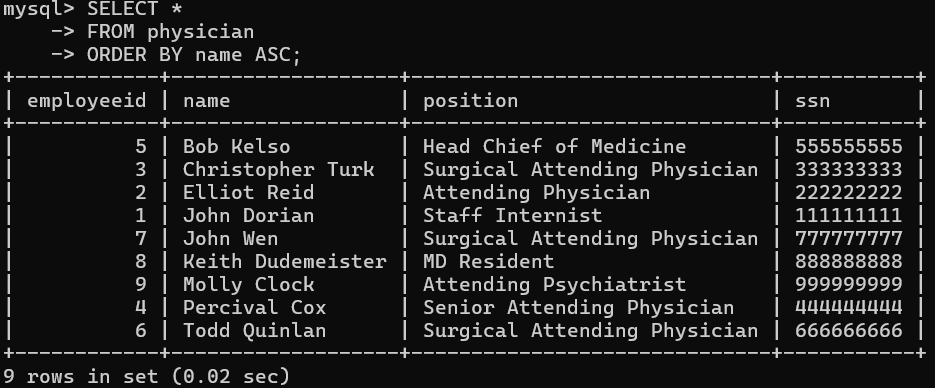 mysql> SELECT *
    -> FROM physician
    -> ORDER BY name ASC;
+------------+------------------+------------------------------+-----------+
| employeeid | name             | position                     | ssn       |
+------------+------------------+------------------------------+-----------+
|          5 | Bob Kelso        | Head Chief of Medicine       | 555555555 |
|          3 | Christopher Turk | Surgical Attending Physician | 333333333 |
|          2 | Elliot Reid      | Attending Physician          | 222222222 |
|          1 | John Dorian      | Staff Internist              | 111111111 |
|          7 | John Wen         | Surgical Attending Physician | 777777777 |
|          8 | Keith Dudemeister | MD Resident                  | 888888888 |
|          9 | Molly Clock      | Attending Psychiatrist       | 999999999 |
|          4 | Percival Cox     | Senior Attending Physician   | 444444444 |
|          6 | Todd Quinlan     | Surgical Attending Physician | 666666666 |
+------------+------------------+------------------------------+-----------+
9 rows in set (0.02 sec)